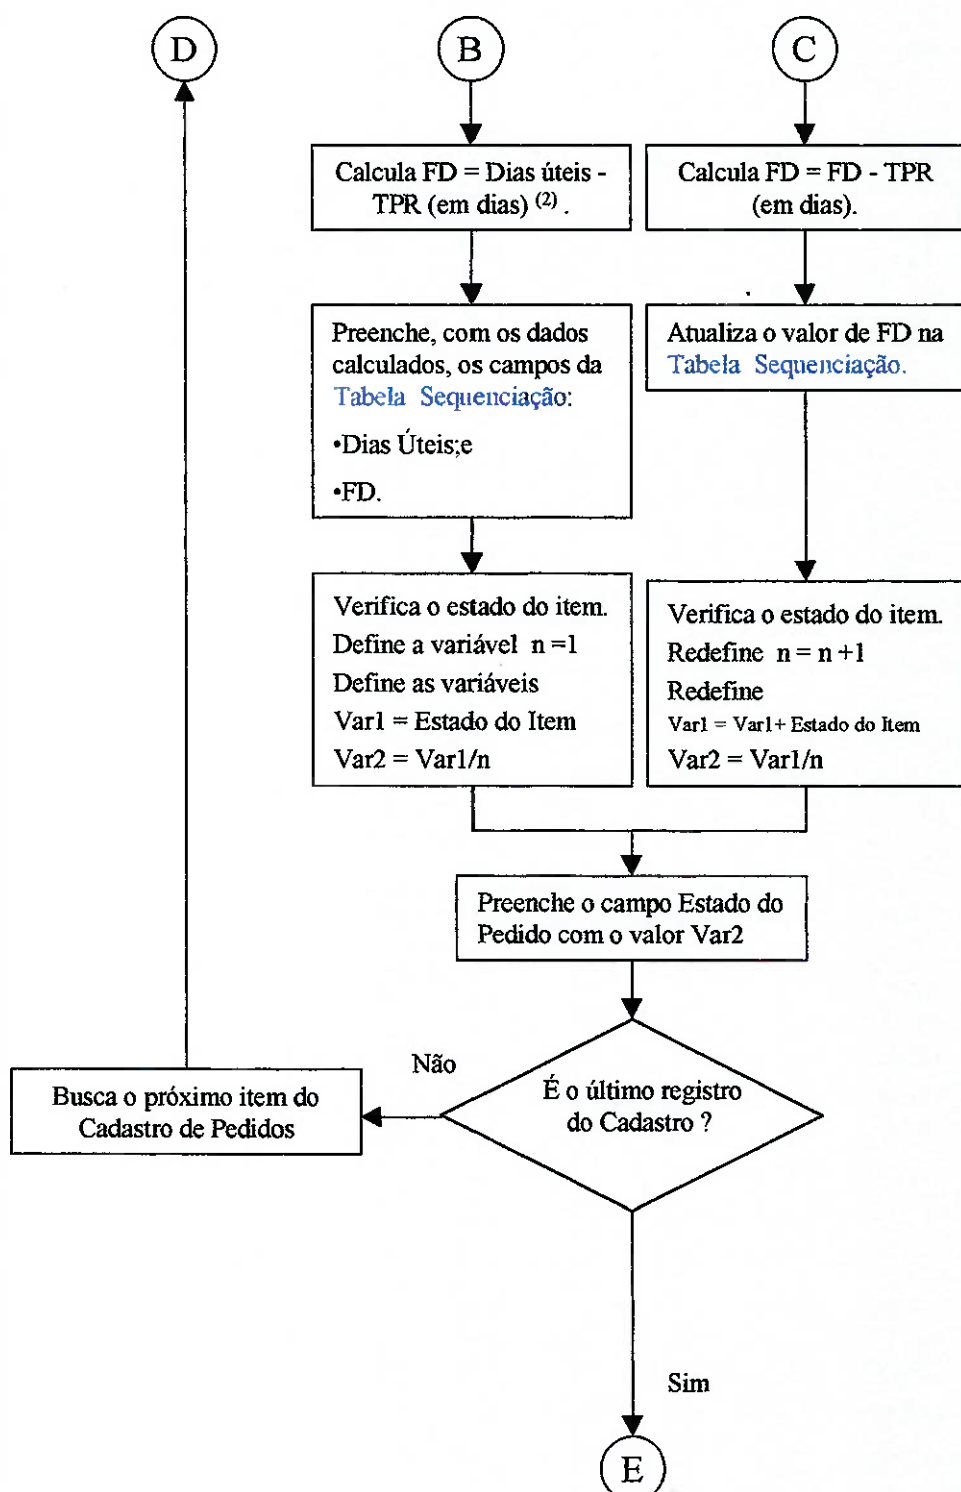 D
B
C
Calcula FD = Dias úteis -
TPR (em dias) (2) .
Calcula FD = FD - TPR
(em dias).
Preenche, com os dados
calculados, os campos da
Tabela Sequenciação:
•Dias Úteis;e
•FD.
Atualiza o valor de FD na
Tabela Sequenciação.
Verifica o estado do item.
Define a variável n =1
Define as variáveis
Var1 = Estado do Item
Var2 = Var1/n
Verifica o estado do item.
Redefine n = n +1
Redefine
Var1 = Var1+ Estado do Item
Var2 = Var1/n
Preenche o campo Estado do
Pedido com o valor Var2
É o último registro
do Cadastro ?
Não
Busca o próximo item do
Cadastro de Pedidos
Sim
E